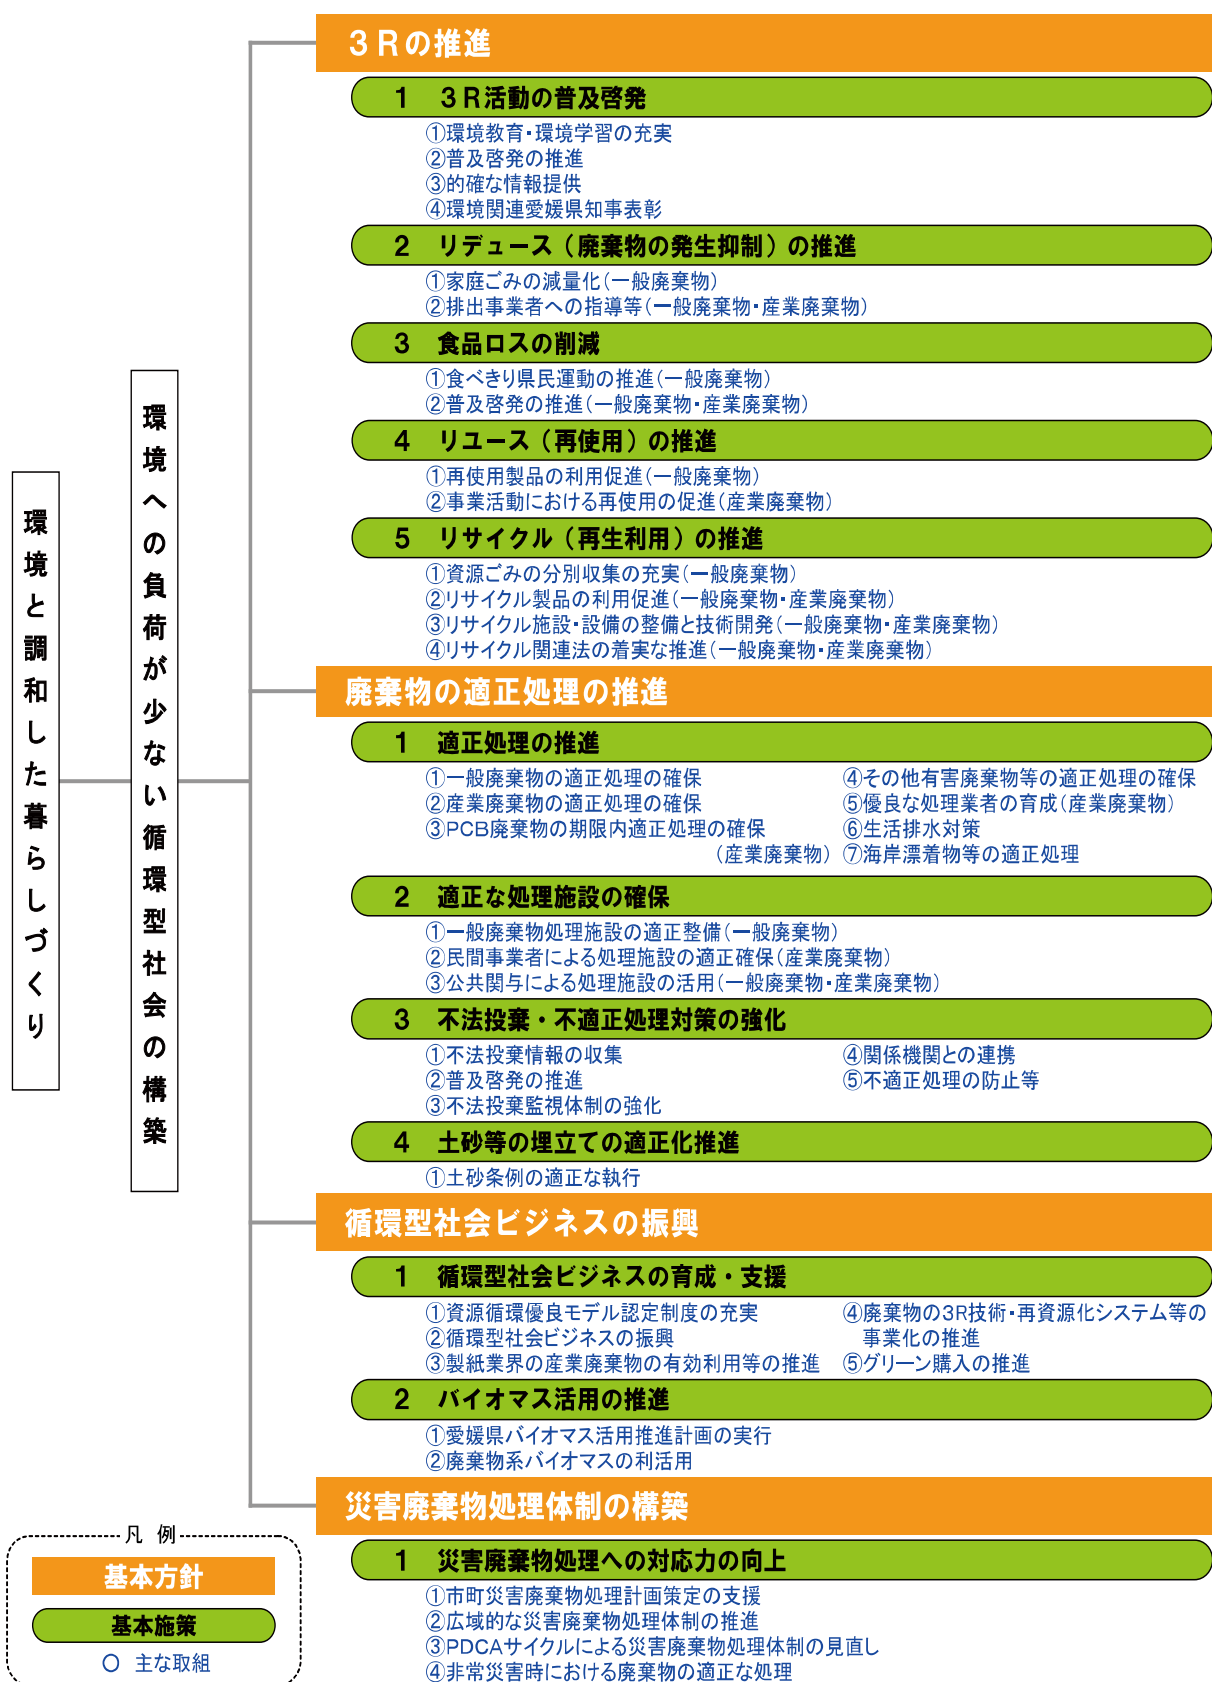 環境と調和した暮らしづくり
環境への負荷が少ない循環型社会の構築
3Rの推進
1 3R活動の普及啓発
①環境教育・環境学習の充実
②普及啓発の推進
③的確な情報提供
④環境関連愛媛県知事表彰
2 リデュース（廃棄物の発生抑制）の推進
①家庭ごみの減量化(一般廃棄物)
②排出事業者への指導等(一般廃棄物・産業廃棄物)
3 食品ロスの削減
①食べきり県民運動の推進(一般廃棄物)
②普及啓発の推進(一般廃棄物・産業廃棄物)
4 リユース（再使用）の推進
①再使用製品の利用促進(一般廃棄物)
②事業活動における再使用の促進(産業廃棄物)
5 リサイクル（再生利用）の推進
①資源ごみの分別収集の充実(一般廃棄物)
②リサイクル製品の利用促進(一般廃棄物・産業廃棄物)
③リサイクル施設・設備の整備と技術開発(一般廃棄物・産業廃棄物)
④リサイクル関連法の着実な推進(一般廃棄物・産業廃棄物)
廃棄物の適正処理の推進
1 適正処理の推進
①一般廃棄物の適正処理の確保
②産業廃棄物の適正処理の確保
③PCB廃棄物の期限内適正処理の確保
(産業廃棄物)
④その他有害廃棄物等の適正処理の確保
⑤優良な処理業者の育成(産業廃棄物)
⑥生活排水対策
⑦海岸漂着物等の適正処理
2 適正な処理施設の確保
①一般廃棄物処理施設の適正整備(一般廃棄物)
②民間事業者による処理施設の適正確保(産業廃棄物)
③公共関与による処理施設の活用(一般廃棄物・産業廃棄物)
3 不法投棄・不適正処理対策の強化
①不法投棄情報の収集
②普及啓発の推進
③不法投棄監視体制の強化
④関係機関との連携
⑤不適正処理の防止等
4 土砂等の埋立ての適正化推進
①土砂条例の適正な執行
循環型社会ビジネスの振興
1 循環型社会ビジネスの育成・支援
①資源循環優良モデル認定制度の充実
②循環型社会ビジネスの振興
③製紙業界の産業廃棄物の有効利用等の推進
④廃棄物の3R技術・再資源化システム等の
事業化の推進
⑤グリーン購入の推進
2 バイオマス活用の推進
①愛媛県バイオマス活用推進計画の実行
②廃棄物系バイオマスの利活用
災害廃棄物処理体制の構築
1 災害廃棄物処理への対応力の向上
①市町災害廃棄物処理計画策定の支援
②広域的な災害廃棄物処理体制の推進
③PDCAサイクルによる災害廃棄物処理体制の見直し
④非常災害時における廃棄物の適正な処理
凡 例
基本方針
基本施策
○ 主な取組